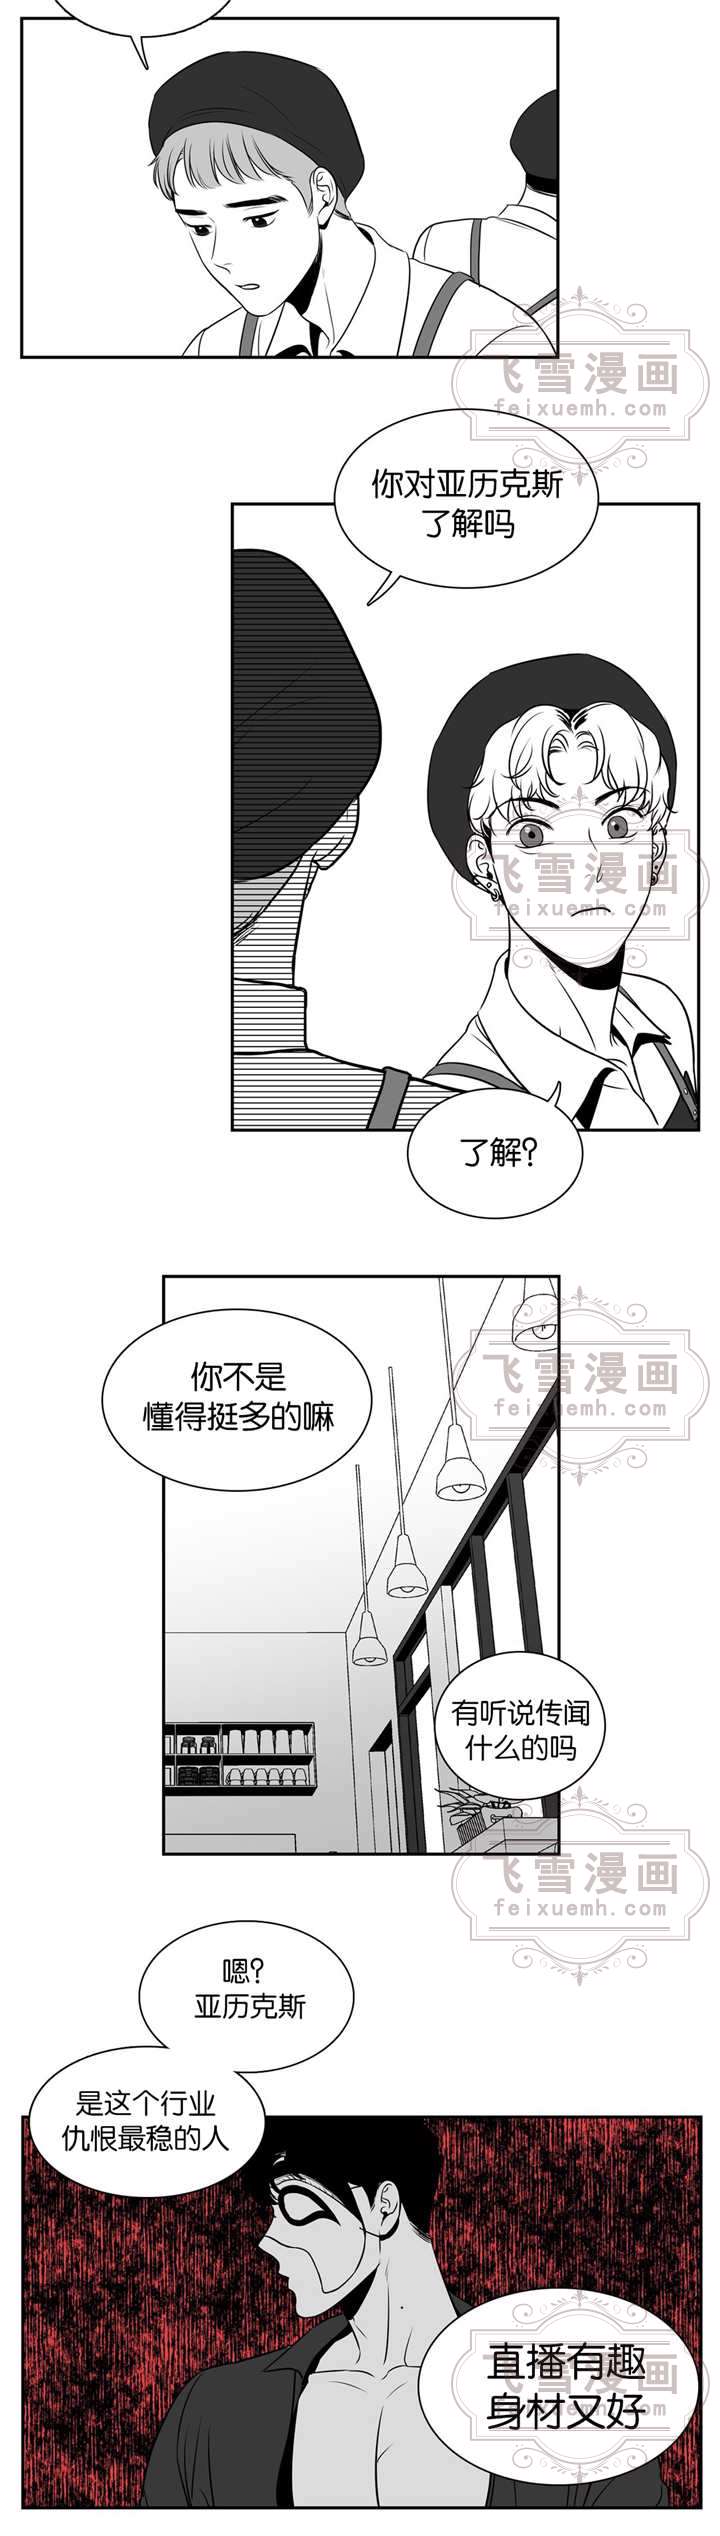 飞雪漫画
feixuemh.com
你对亚历克斯
了解吗
飞雪漫画
feixuemh.com
了解?
你不是
懂得挺多的嘛
飞雪漫画
feixuemh.com
有听说传闻
什么的吗
飞雪漫画
feixuemh.com
嗯?
亚历克斯
是这个行业
仇恨最稳的人
直播有趣
身材又好
飞雪漫画
feixuemh.com